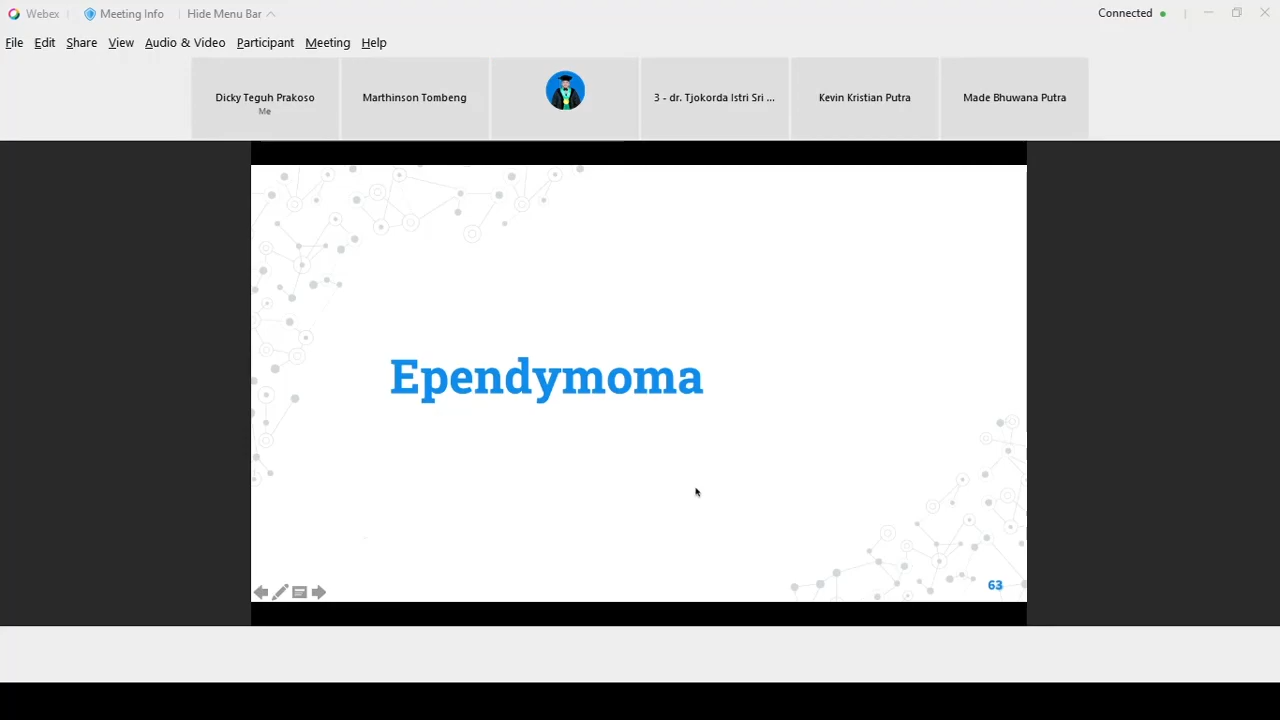 Webex Meeting Info Hide Menu Bar Connected
File Edit Share View Audio & Video Participant Meeting Help
Dicky Teguh Prakoso
Me
Marthinson Tombeng
3 - dr. Tjokorda Istri Sri ...
Kevin Kristian Putra
Made Bhuwana Putra
Ependymoma
63